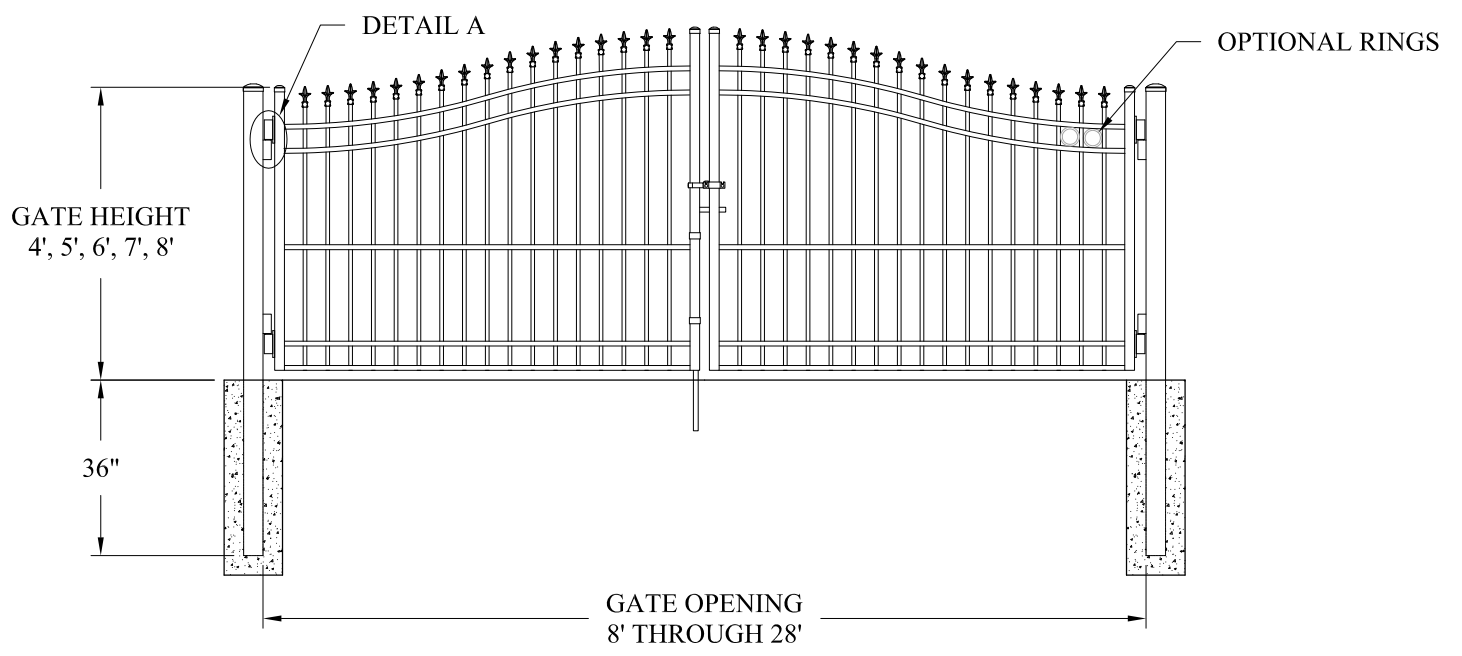 DETAIL A
OPTIONAL RINGS
GATE HEIGHT
4', 5', 6', 7', 8'
36"
GATE OPENING
8' THROUGH 28'